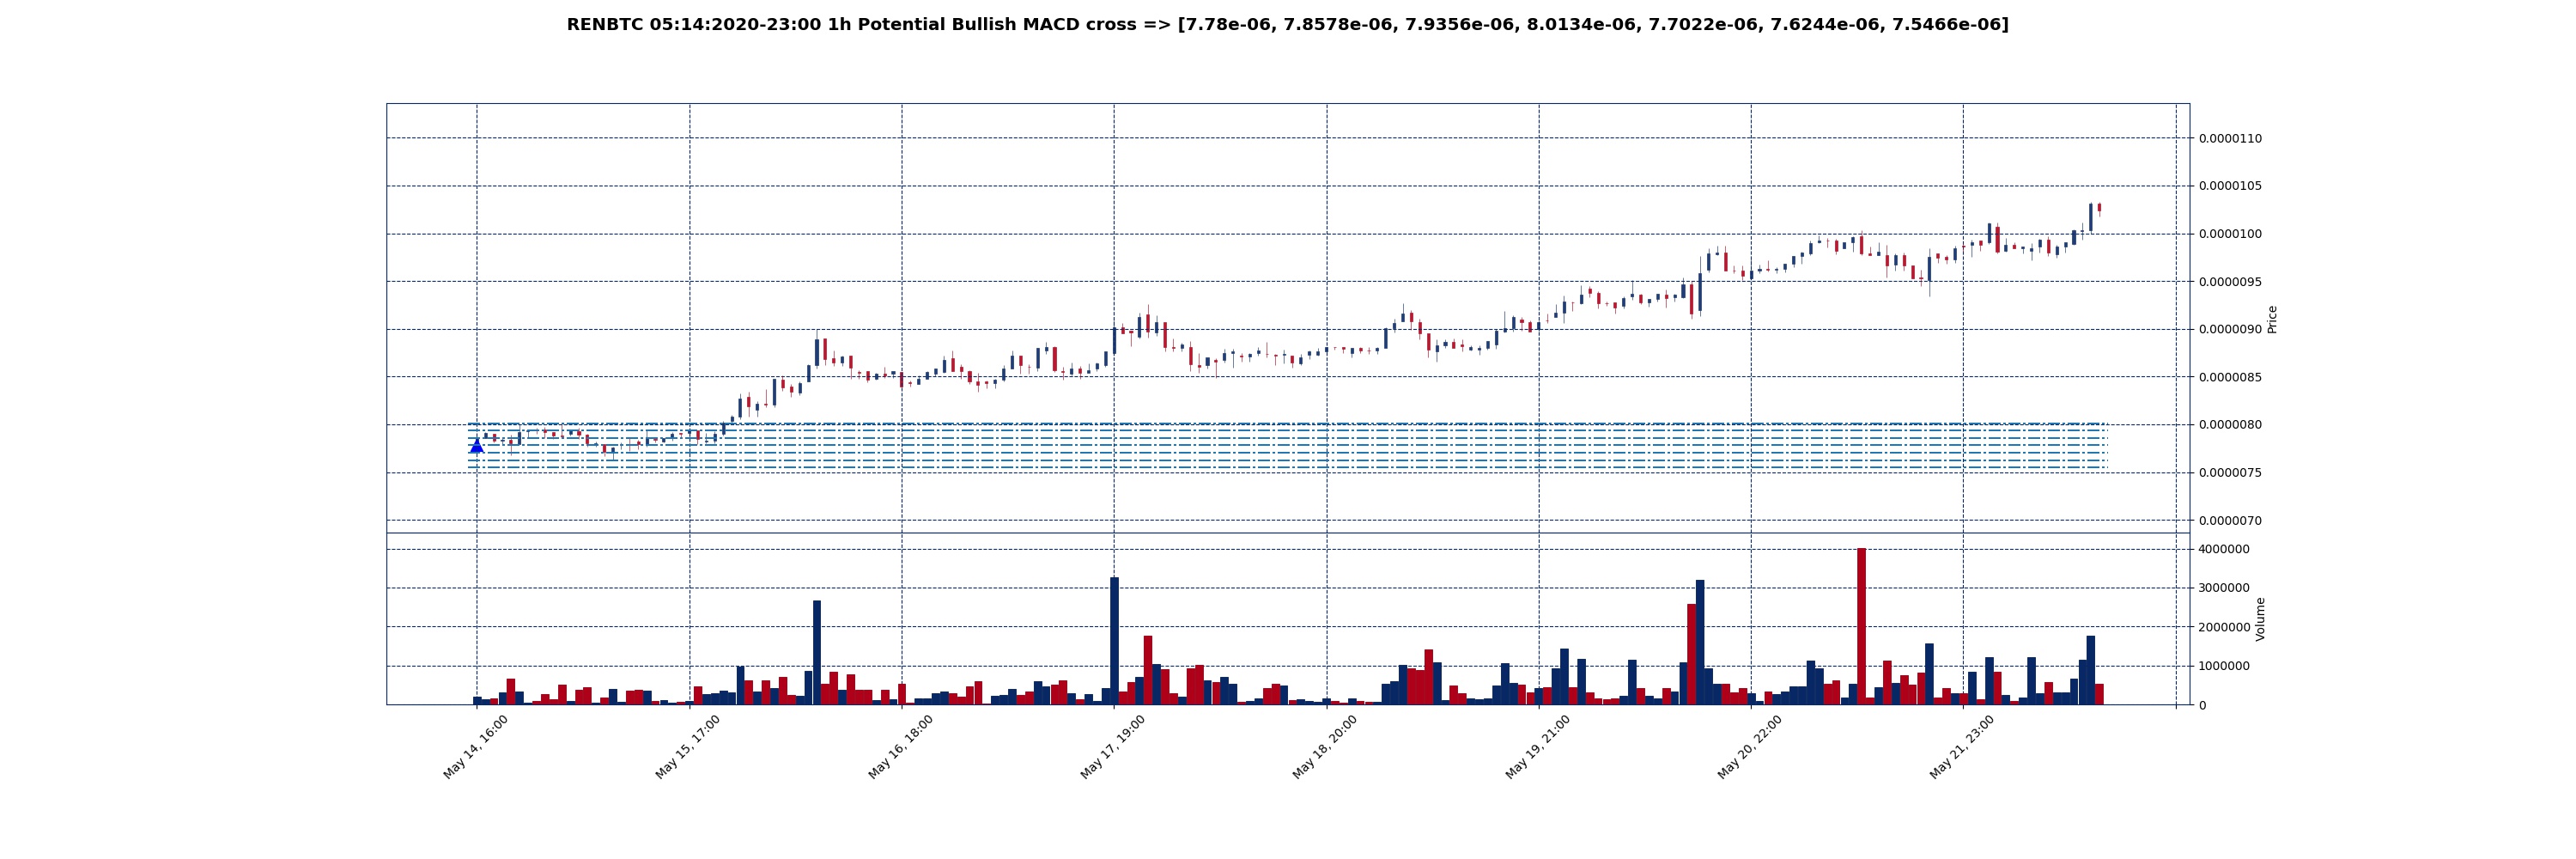 RENBTC 05:14:2020-23:00 1h Potential Bullish MACD cross => [7.78e-06, 7.8578e-06, 7.9356e-06, 8.0134e-06, 7.7022e-06, 7.6244e-06, 7.5466e-06]
0.0000110
0.0000105
0.0000100
0.0000095
0.0000090
0.0000085
0.0000080
0.0000075
0.0000070
Price
4000000
3000000
2000000
1000000
0
Volume
May 14, 16:00
May 15, 17:00
May 16, 18:00
May 17, 19:00
May 18, 20:00
May 19, 21:00
May 20, 22:00
May 21, 23:00